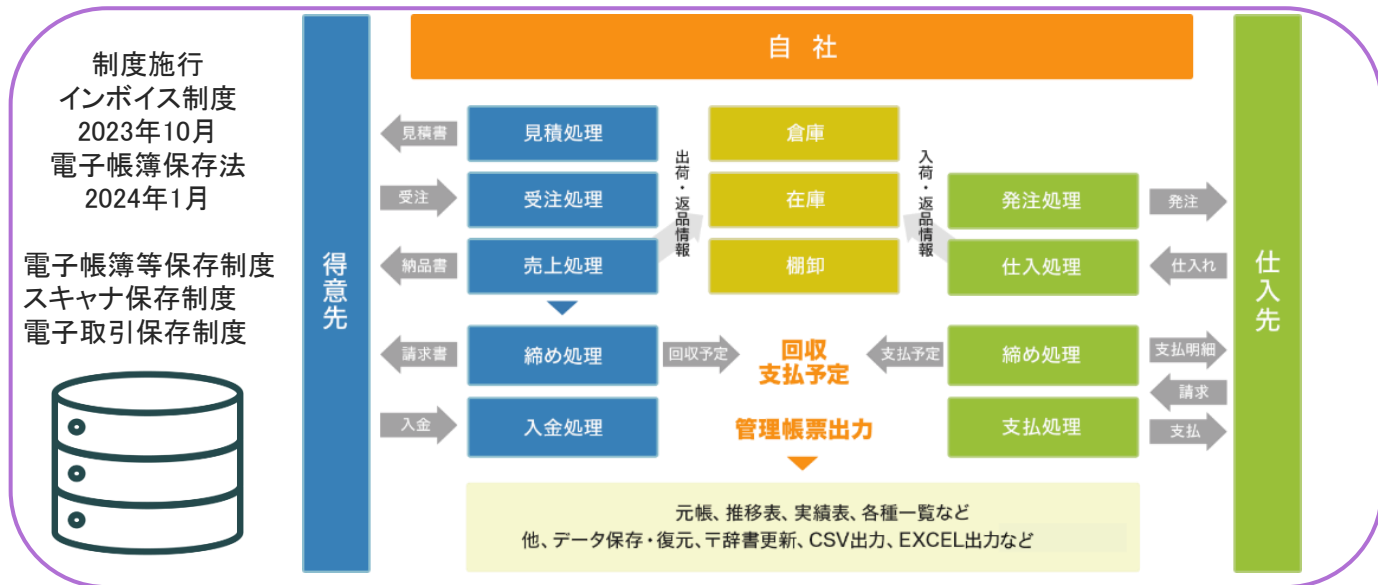 制度施行
インボイス制度
2023年10月
電子帳簿保存法
2024年1月
電子帳簿等保存制度
スキャナ保存制度
電子取引保存制度
得意先
自社
見積書
受注
納品書
請求書
入金
見積処理
受注処理
売上処理
締め処理
入金処理
出荷・返品情報
回収予定
倉庫
在庫
棚卸
回収
支払予定
管理帳票出力
入荷・返品情報
支払予定
発注処理
仕入処理
締め処理
支払処理
発注
仕入れ
支払明細
請求
支払
仕入先
元帳、推移表、実績表、各種一覧など
他、データ保存・復元、〒辞書更新、CSV出力、EXCEL出力など